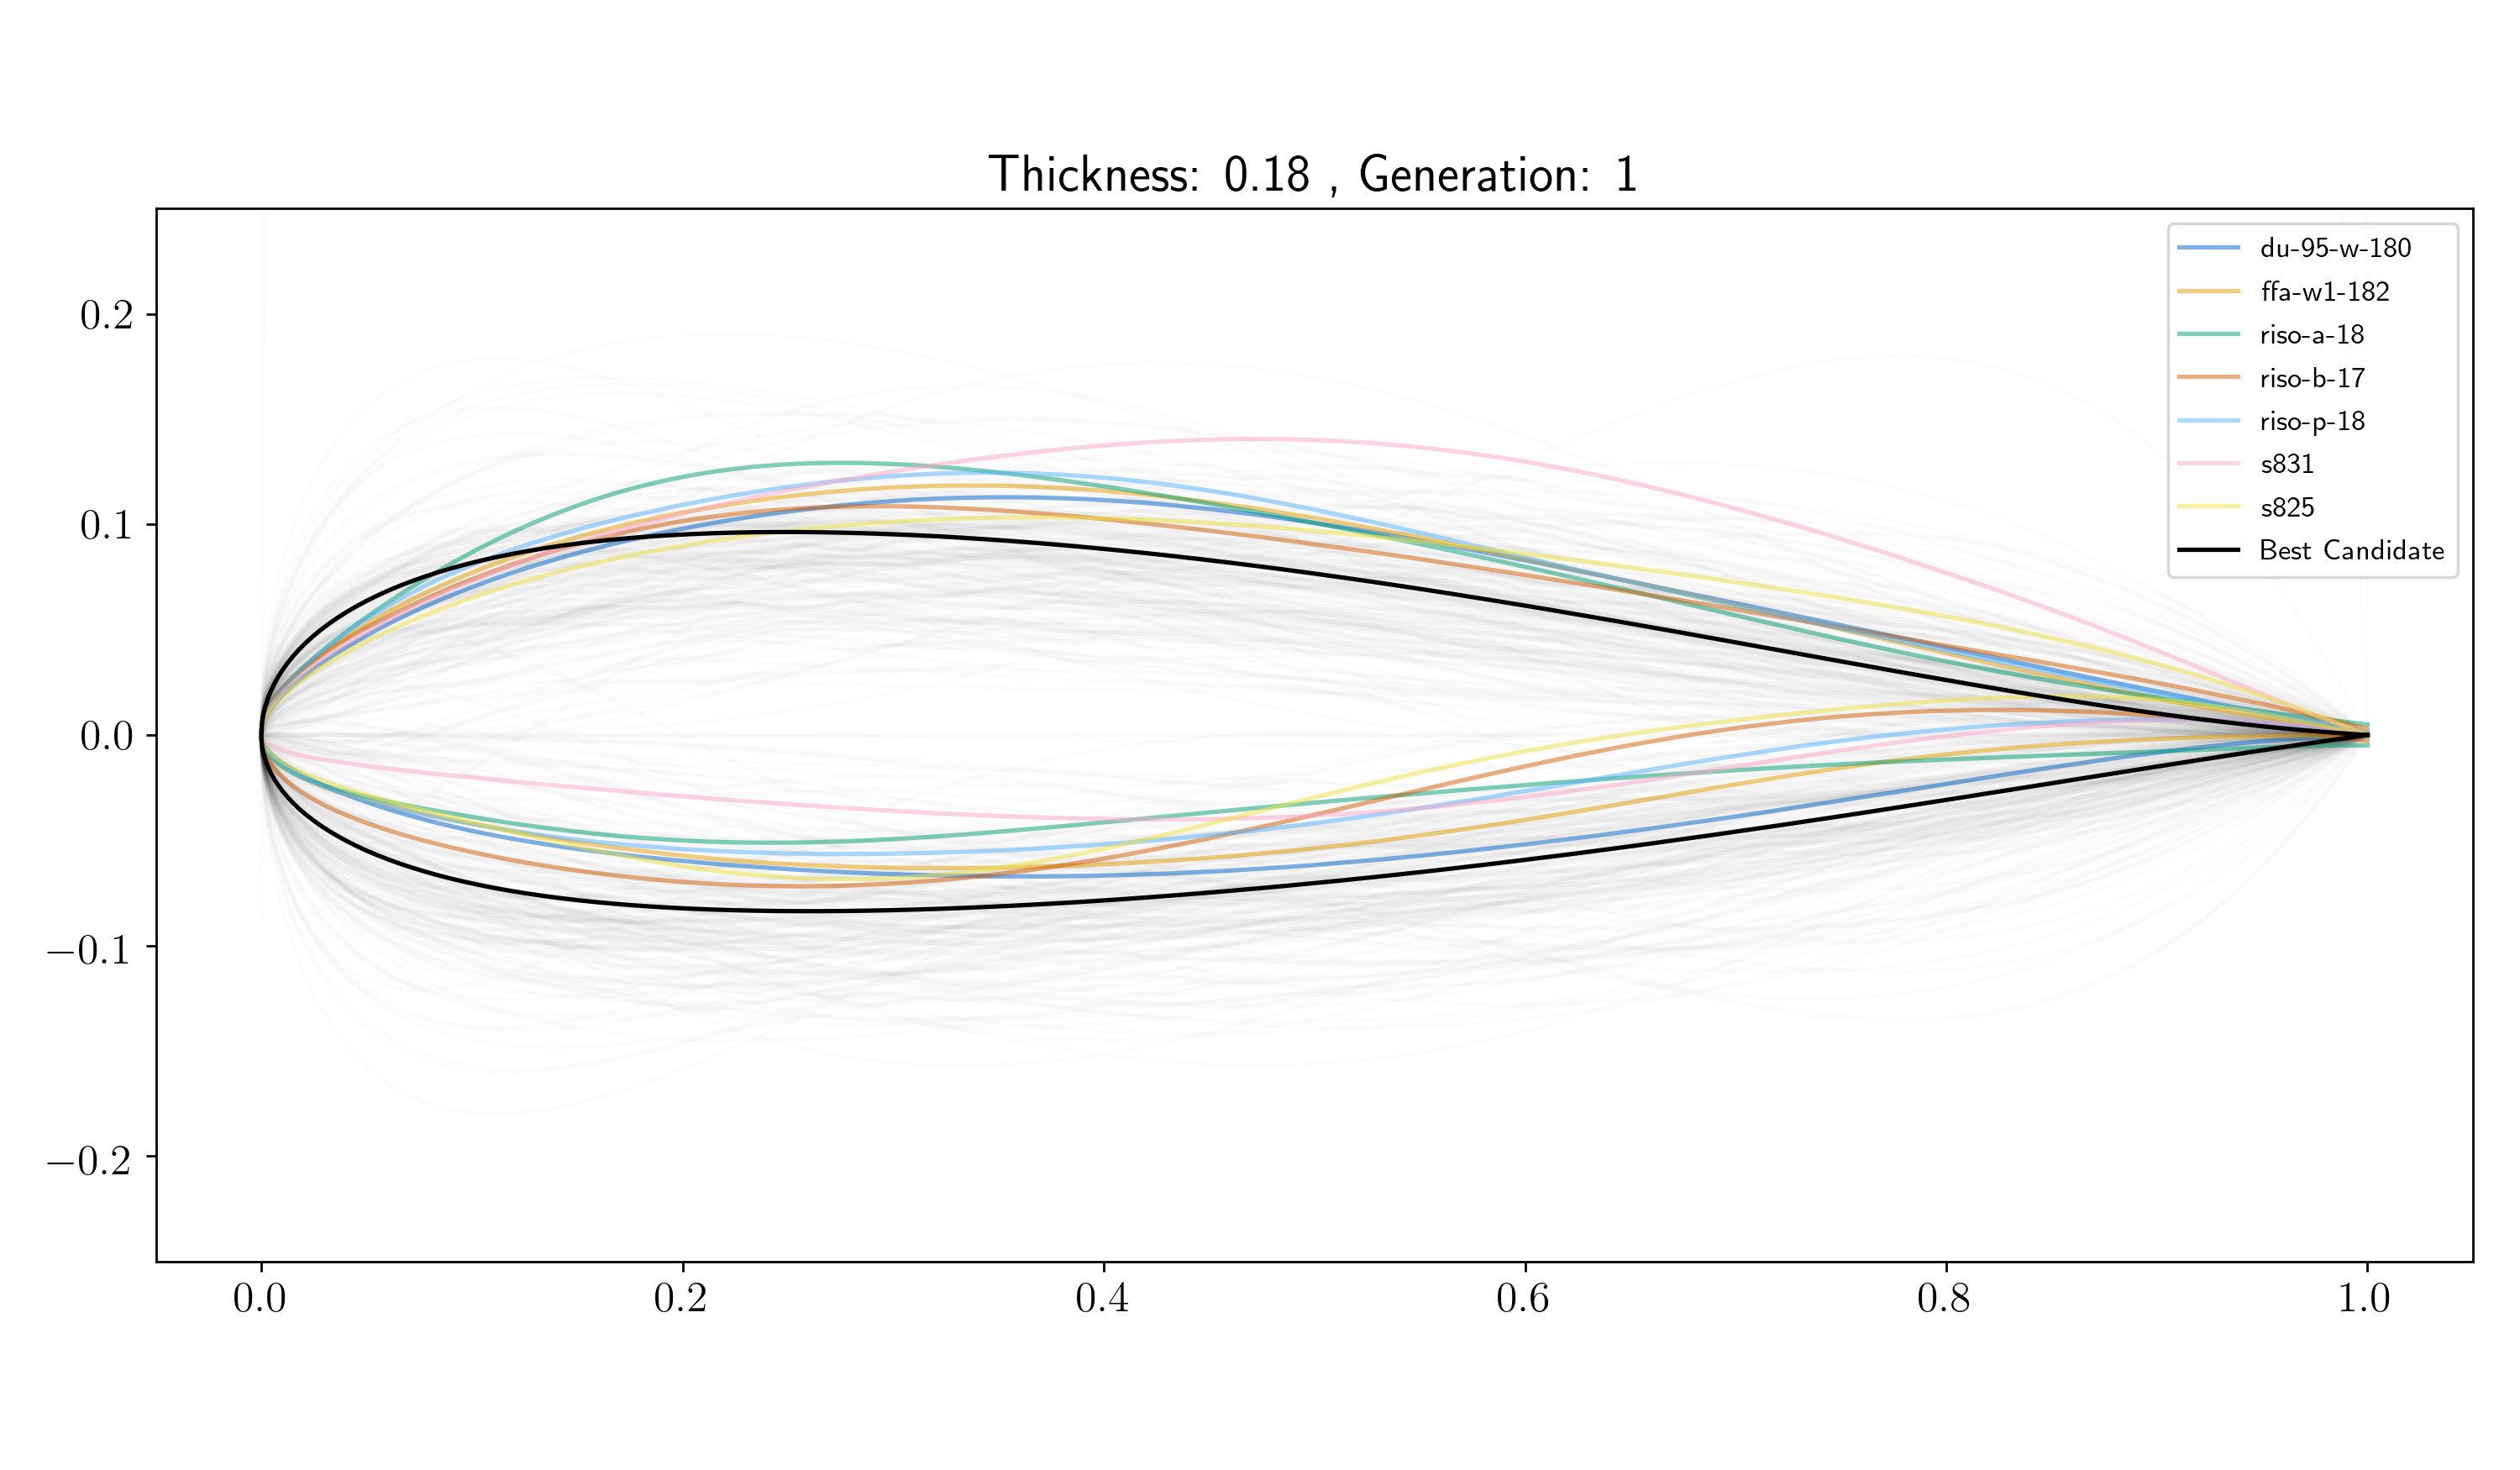 Thickness: 0.18 , Generation: 1
du-95-w-180
ffa-w1-182
riso-a-18
riso-b-17
riso-p-18
s831
s825
Best Candidate
0.2
0.1
0.0
−0.1
−0.2
0.0 0.2 0.4 0.6 0.8 1.0